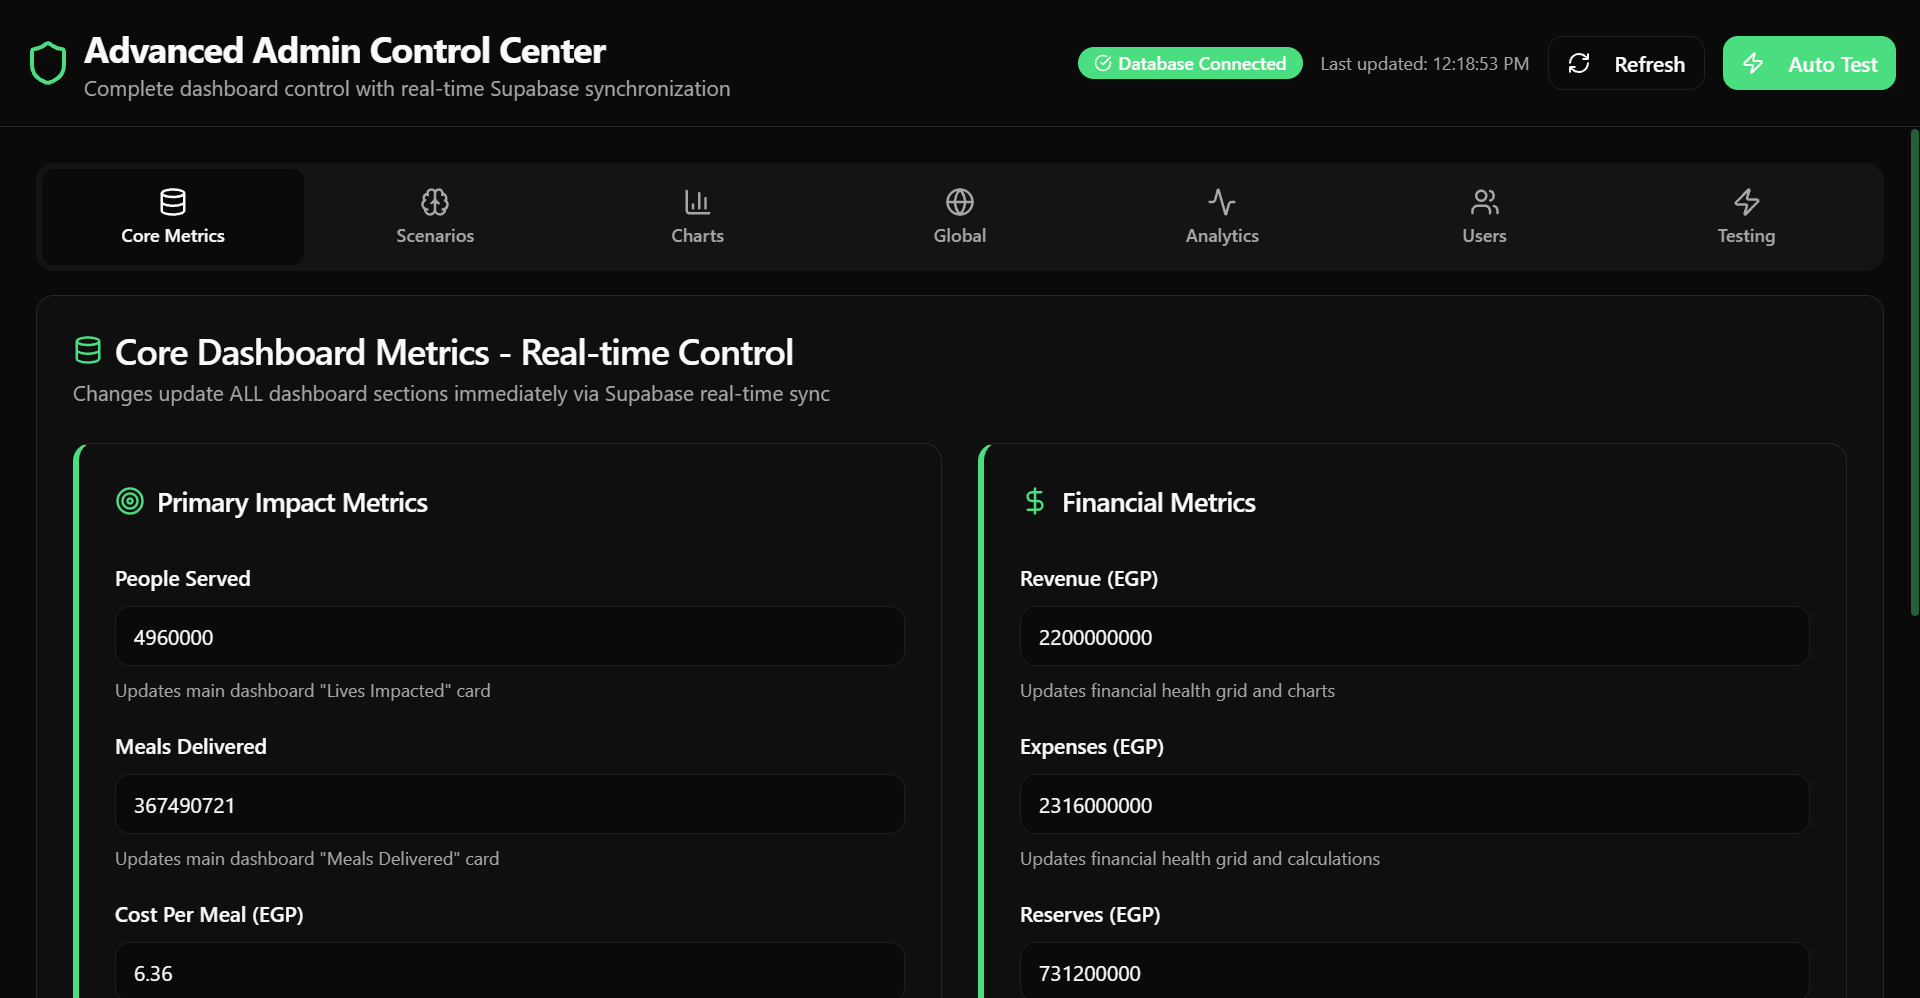 Advanced Admin Control Center
Complete dashboard control with real-time Supabase synchronization
Database Connected
Last updated: 12:18:53 PM
Refresh
Auto Test
Core Metrics
Scenarios
Charts
Global
Analytics
Users
Testing
Core Dashboard Metrics - Real-time Control
Changes update ALL dashboard sections immediately via Supabase real-time sync
Primary Impact Metrics
People Served
4960000
Updates main dashboard "Lives Impacted" card
Meals Delivered
367490721
Updates main dashboard "Meals Delivered" card
Cost Per Meal (EGP)
6.36
Financial Metrics
Revenue (EGP)
2200000000
Updates financial health grid and charts
Expenses (EGP)
2316000000
Updates financial health grid and calculations
Reserves (EGP)
731200000